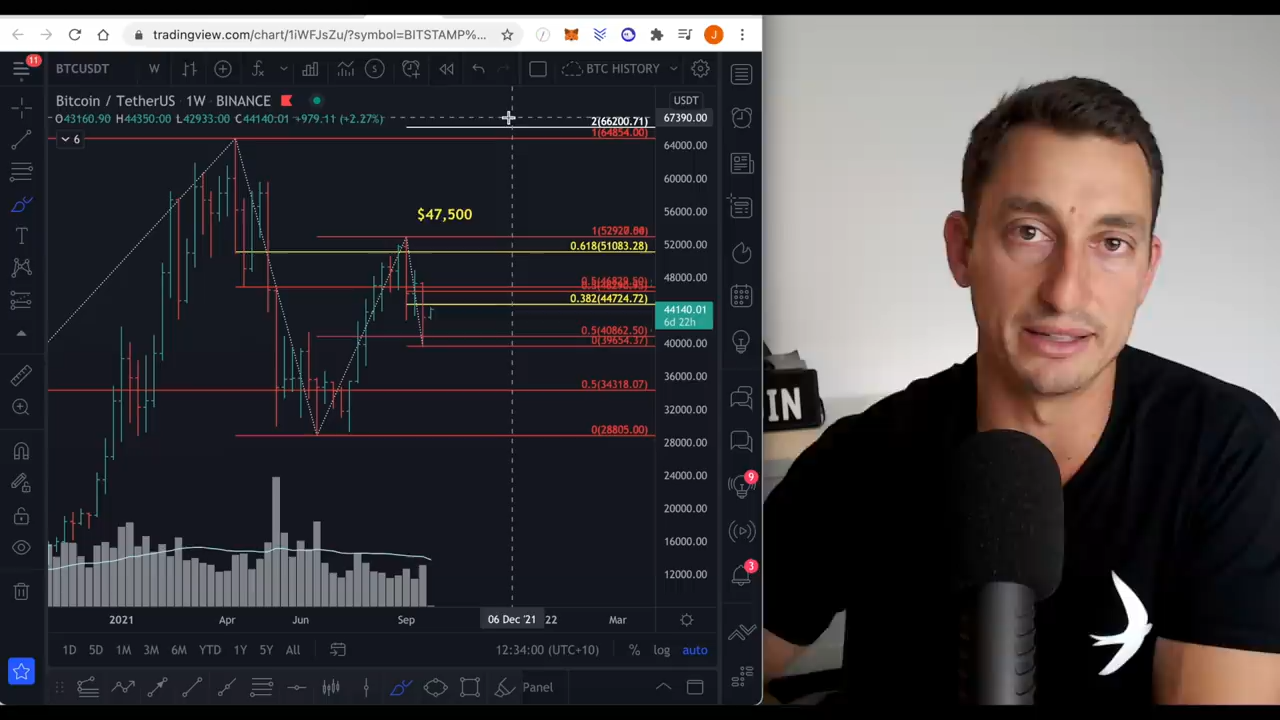 tradingview.com/chart/1iWFJsZu/?symbol=BITSTAMP%...
J
11
BTCUSDT
W
BTC HISTORY
Bitcoin / TetherUS · 1W · BINANCE
USDT
O43160.90 H44350.00 L42933.00 C44140.01 +979.11 (+2.27%)
6
67390.00
2(66200.71)
1(64854.00)
64000.00
60000.00
$47,500
56000.00
52000.00
0.618(51083.28)
48000.00
0.382(44724.72)
44140.01
6d 22h
0.5(40862.50)
40000.00
0(39654.37)
36000.00
0.5(34318.07)
32000.00
0(28805.00)
28000.00
24000.00
20000.00
16000.00
12000.00
2021
Apr
Jun
Sep
06 Dec '21
22
Mar
1D 5D 1M 3M 6M YTD 1Y 5Y All
12:34:00 (UTC+10)
% log auto
Panel
9
3
IN